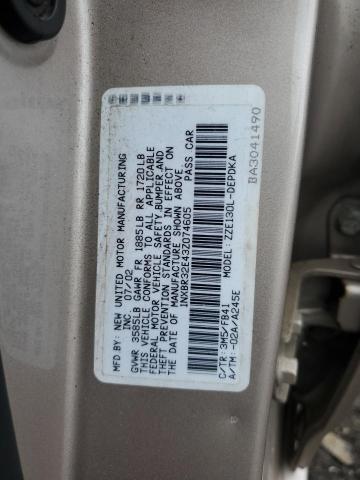 MFD.BY: NEW UNITED MOTOR MANUFACTURING
INC. 07/02
GVWR 3585LB GAWR FR 1885LB RR 1720LB
THIS VEHICLE CONFORMS TO ALL APPLICABLE
FEDERAL MOTOR VEHICLE SAFETY,BUMPER,AND
THEFT PREVENTION STANDARDS IN EFFECT ON
THE DATE OF MANUFACTURE SHOWN ABOVE.
1NXBR32E43Z074605 PASS CAR
C/TR: 3M5/FB41 MODEL: ZZE130L-DEPDKA
A/TM:-02A/A245E
BA3041490